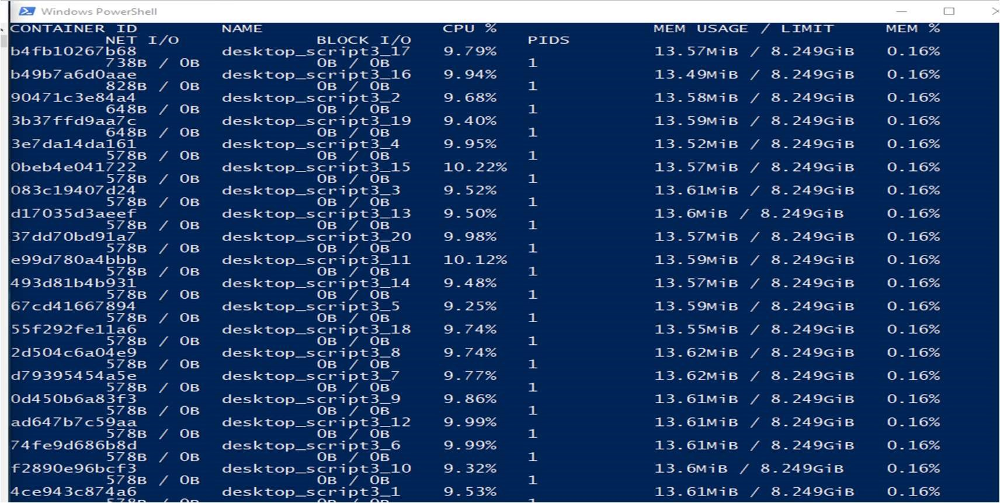 Windows PowerShell
CONTAINER ID NAME CPU % MEM USAGE / LIMIT MEM %
NET I/O BLOCK I/O PIDS
b4fb10267b68 desktop_script3_17 9.79% 13.57MiB / 8.249GiB 0.16%
738B / 0B 0B / 0B 1
b49b7a6d0aae desktop_script3_16 9.94% 13.49MiB / 8.249GiB 0.16%
828B / 0B 0B / 0B 1
90471c3e84a4 desktop_script3_2 9.68% 13.58MiB / 8.249GiB 0.16%
648B / 0B 0B / 0B 1
3b37ffd9aa7c desktop_script3_19 9.40% 13.59MiB / 8.249GiB 0.16%
648B / 0B 0B / 0B 1
3e7da14da161 desktop_script3_4 9.95% 13.52MiB / 8.249GiB 0.16%
578B / 0B 0B / 0B 1
0beb4e041722 desktop_script3_15 10.22% 13.57MiB / 8.249GiB 0.16%
578B / 0B 0B / 0B 1
083c19407d24 desktop_script3_3 9.52% 13.61MiB / 8.249GiB 0.16%
578B / 0B 0B / 0B 1
d17035d3aeef desktop_script3_13 9.50% 13.6MiB / 8.249GiB 0.16%
578B / 0B 0B / 0B 1
37dd70bd91a7 desktop_script3_20 9.98% 13.57MiB / 8.249GiB 0.16%
578B / 0B 0B / 0B 1
e99d780a4bbb desktop_script3_11 10.12% 13.59MiB / 8.249GiB 0.16%
578B / 0B 0B / 0B 1
493d81b4b931 desktop_script3_14 9.48% 13.57MiB / 8.249GiB 0.16%
578B / 0B 0B / 0B 1
67cd41667894 desktop_script3_5 9.25% 13.59MiB / 8.249GiB 0.16%
578B / 0B 0B / 0B 1
55f292fe11a6 desktop_script3_18 9.74% 13.55MiB / 8.249GiB 0.16%
578B / 0B 0B / 0B 1
2d504c6a04e9 desktop_script3_8 9.74% 13.62MiB / 8.249GiB 0.16%
578B / 0B 0B / 0B 1
d79395454a5e desktop_script3_7 9.77% 13.62MiB / 8.249GiB 0.16%
578B / 0B 0B / 0B 1
0d450b6a83f3 desktop_script3_9 9.86% 13.61MiB / 8.249GiB 0.16%
578B / 0B 0B / 0B 1
ad647b7c59aa desktop_script3_12 9.99% 13.61MiB / 8.249GiB 0.16%
578B / 0B 0B / 0B 1
74fe9d686b8d desktop_script3_6 9.99% 13.61MiB / 8.249GiB 0.16%
578B / 0B 0B / 0B 1
f2890e96bcf3 desktop_script3_10 9.32% 13.6MiB / 8.249GiB 0.16%
578B / 0B 0B / 0B 1
4ce943c874a6 desktop_script3_1 9.53% 13.61MiB / 8.249GiB 0.16%